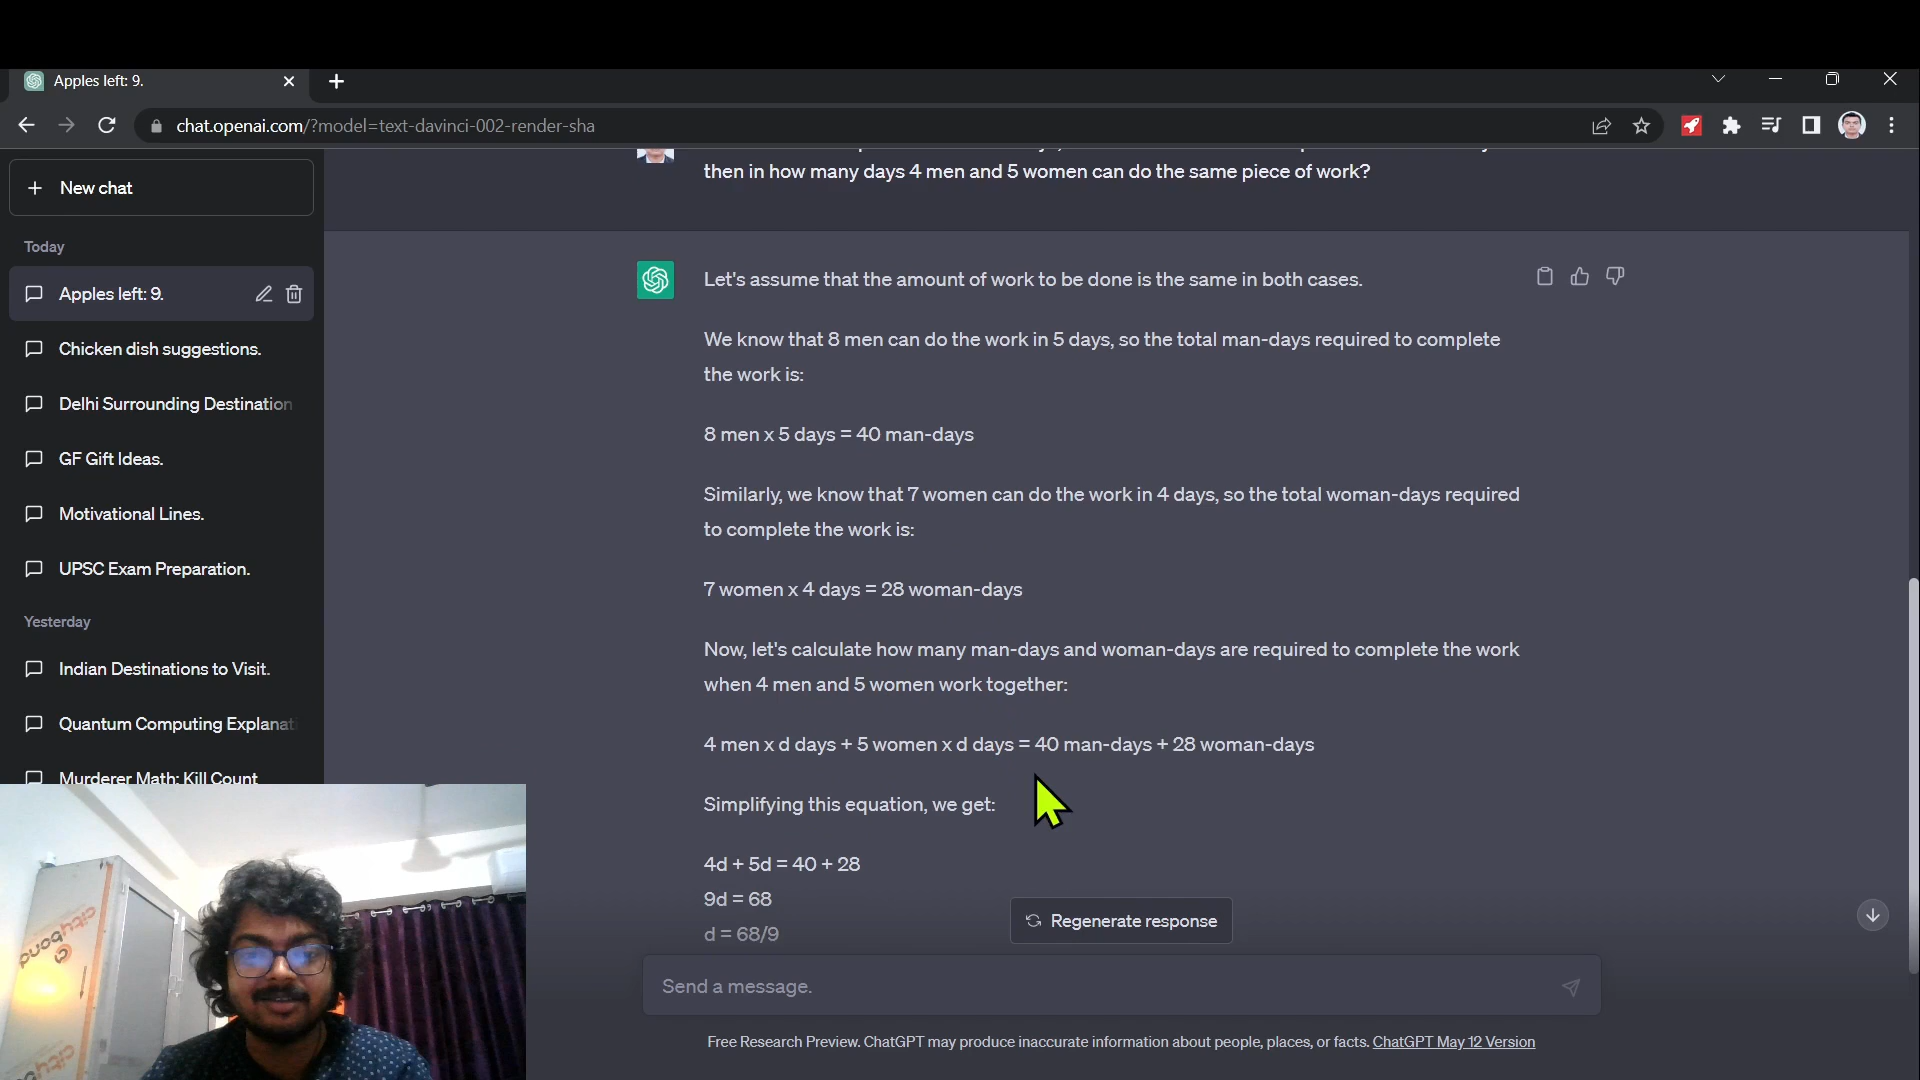 Apples left: 9.
chat.openai.com/?model=text-davinci-002-render-sha
New chat
Today
Apples left: 9.
Chicken dish suggestions.
Delhi Surrounding Destination
GF Gift Ideas.
Motivational Lines.
UPSC Exam Preparation.
Yesterday
Indian Destinations to Visit.
Quantum Computing Explanati
Murderer Math: Kill Count
then in how many days 4 men and 5 women can do the same piece of work?
Let's assume that the amount of work to be done is the same in both cases.
We know that 8 men can do the work in 5 days, so the total man-days required to complete
the work is:
8 men x 5 days = 40 man-days
Similarly, we know that 7 women can do the work in 4 days, so the total woman-days required
to complete the work is:
7 women x 4 days = 28 woman-days
Now, let's calculate how many man-days and woman-days are required to complete the work
when 4 men and 5 women work together:
4 men x d days + 5 women x d days = 40 man-days + 28 woman-days
Simplifying this equation, we get:
4d + 5d = 40 + 28
9d = 68
d = 68/9
Regenerate response
Send a message.
Free Research Preview. ChatGPT may produce inaccurate information about people, places, or facts. ChatGPT May 12 Version